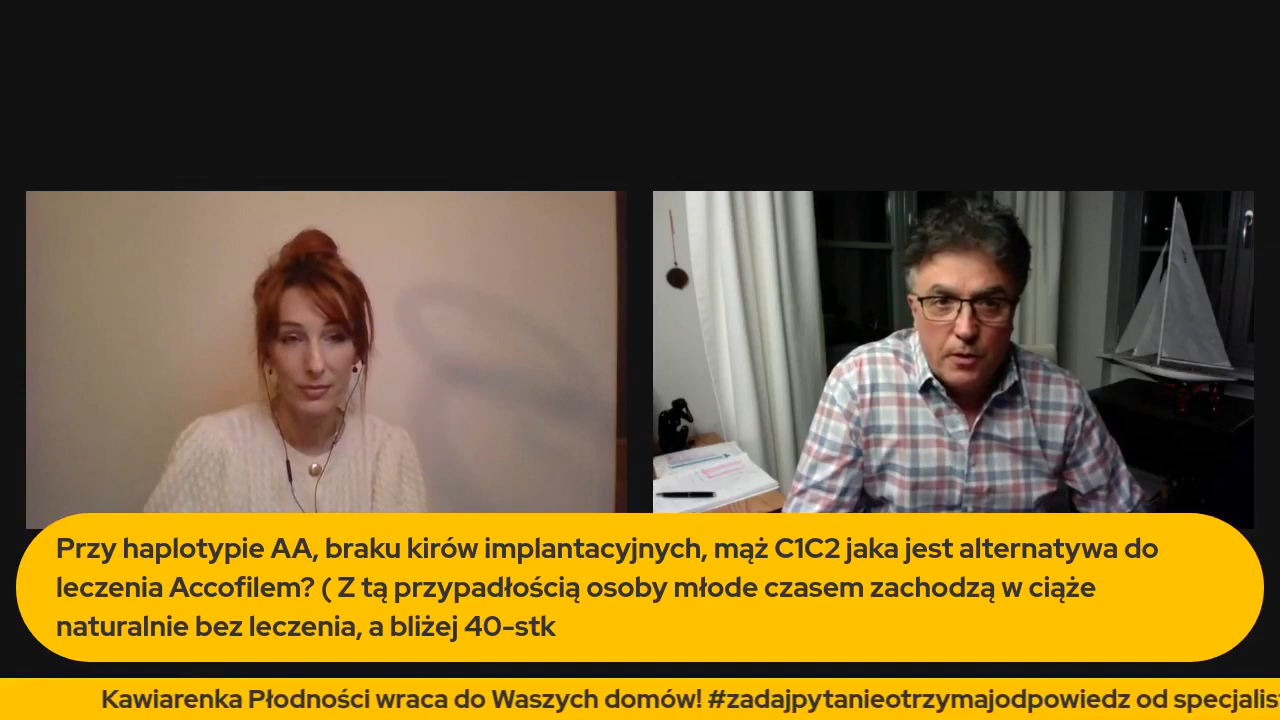 Przy haplotypie AA, braku kirów implantacyjnych, mąż C1C2 jaka jest alternatywa do
leczenia Accofilem? ( Z tą przypadłością osoby młode czasem zachodzą w ciąże
naturalnie bez leczenia, a bliżej 40-stk
Kawiarenka Płodności wraca do Waszych domów! #zadajpytanieotrzymajodpowiedz od specjalis